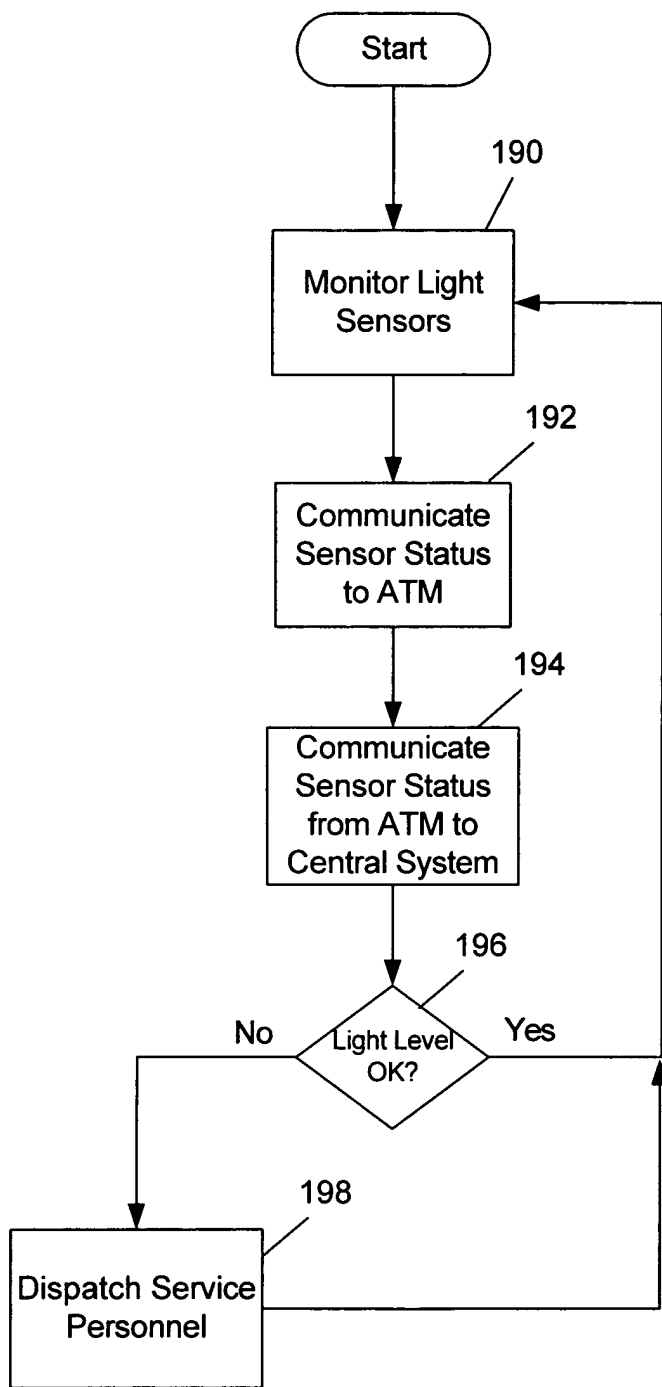 Start
190
Monitor Light
Sensors
192
Communicate
Sensor Status
to ATM
194
Communicate
Sensor Status
from ATM to
Central System
196
No
Light Level
OK?
Yes
198
Dispatch Service
Personnel